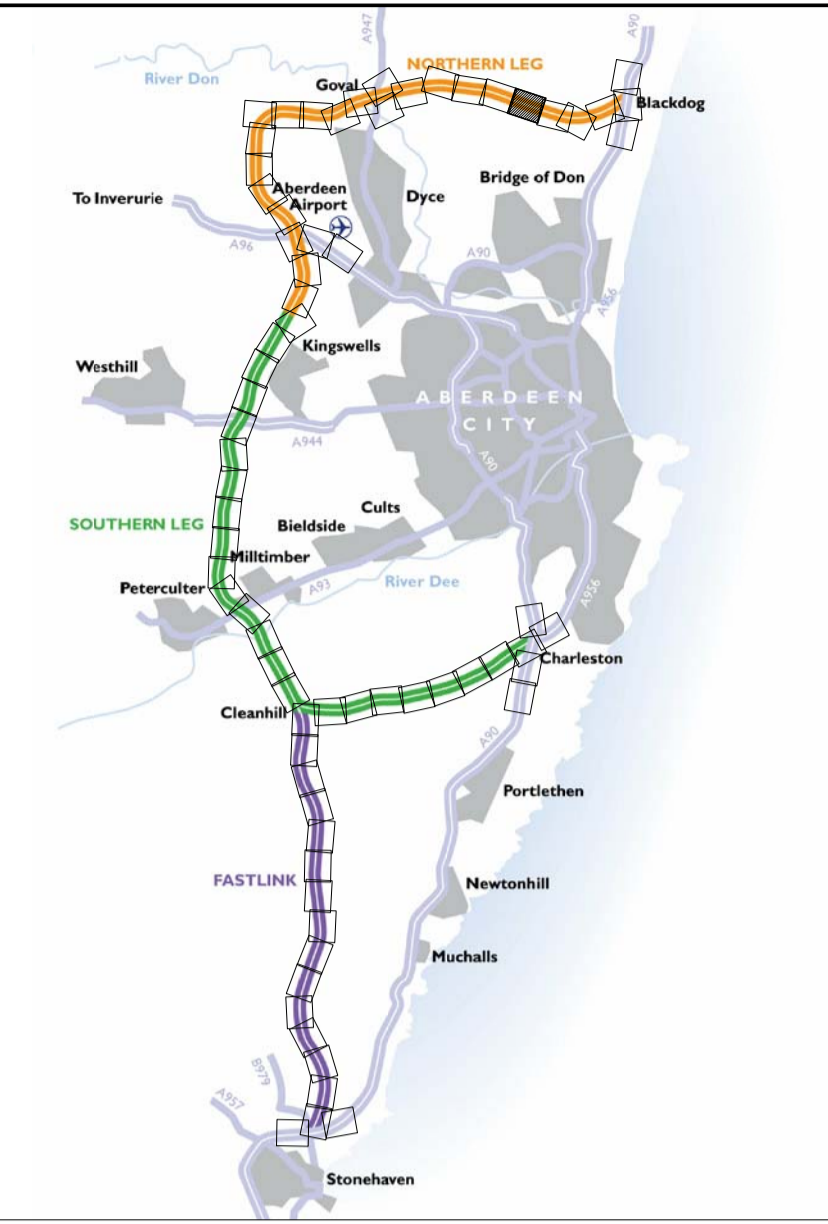 A947
A90
NORTHERN LEG
River Don
Goval
Blackdog
Bridge of Don
Aberdeen
Airport
Dyce
To Inverurie
A96
A90
A956
Kingswells
Westhill
ABERDEEN
CITY
A944
A90
Cults
SOUTHERN LEG
Bieldside
Milltimber
Peterculter
A93
River Dee
A956
Charleston
Cleanhill
A90
Portlethen
FASTLINK
Newtonhill
Muchalls
B979
A957
Stonehaven